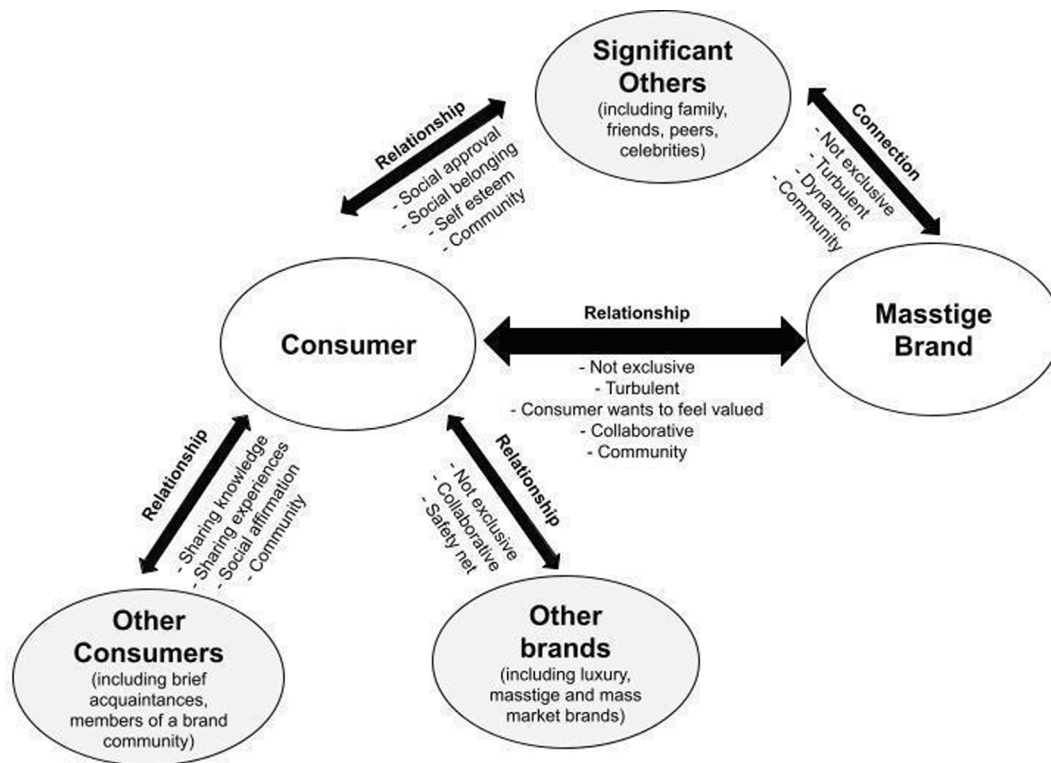 Significant
Others
(including family,
friends, peers,
celebrities)
Relationship
- Social approval
- Social belonging
- Self esteem
- Community
Connection
- Not exclusive
- Turbulent
- Dynamic
- Community
Consumer
Relationship
- Not exclusive
- Turbulent
- Consumer wants to feel valued
- Collaborative
- Community
Masstige
Brand
Relationship
- Sharing knowledge
- Sharing experiences
- Social affirmation
- Community
Relationship
- Not exclusive
- Collaborative
- Safety net
Other
Consumers
(including brief
acquaintances,
members of a brand
community)
Other
brands
(including luxury,
masstige and mass
market brands)